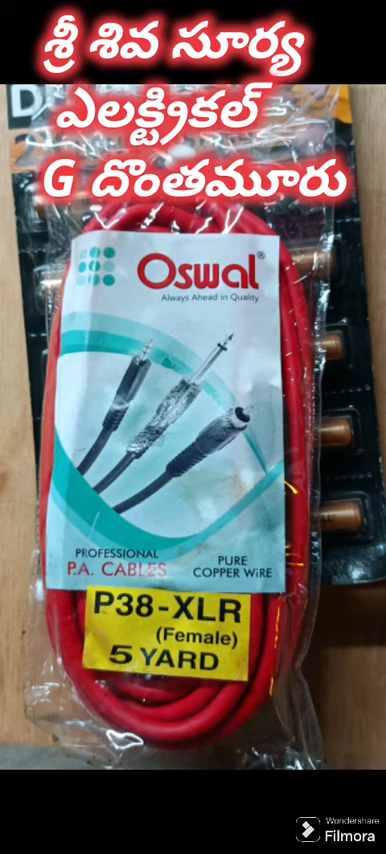 శ్రీ శివ సూర్య
ఎలక్ట్రికల్
G దొంతమూరు
Oswal®
Always Ahead in Quality
PROFESSIONAL
P.A. CABLES
PURE
COPPER WiRE
P38-XLR
(Female)
5 YARD
Wondershare
Filmora